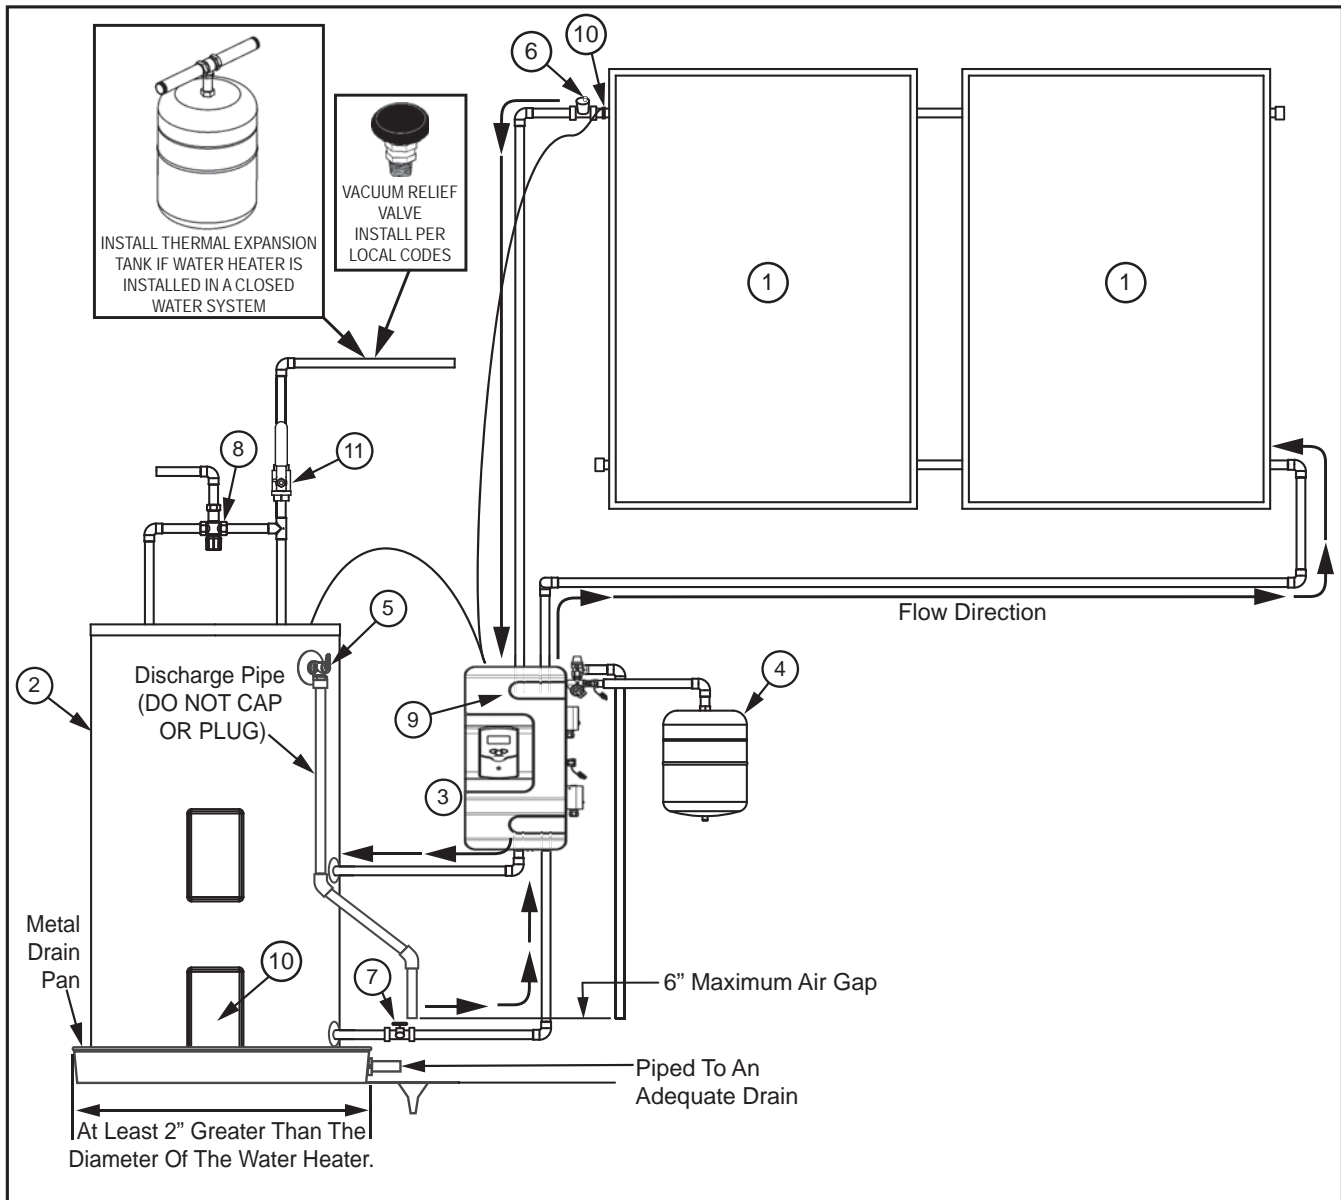 INSTALL THERMAL EXPANSION
TANK IF WATER HEATER IS
INSTALLED IN A CLOSED
WATER SYSTEM
VACUUM RELIEF
VALVE
INSTALL PER
LOCAL CODES
6
10
1
1
8
11
Flow Direction
5
2
Discharge Pipe
(DO NOT CAP
OR PLUG)
9
4
3
Metal
Drain
Pan
10
7
6” Maximum Air Gap
Piped To An
Adequate Drain
At Least 2” Greater Than The
Diameter Of The Water Heater.